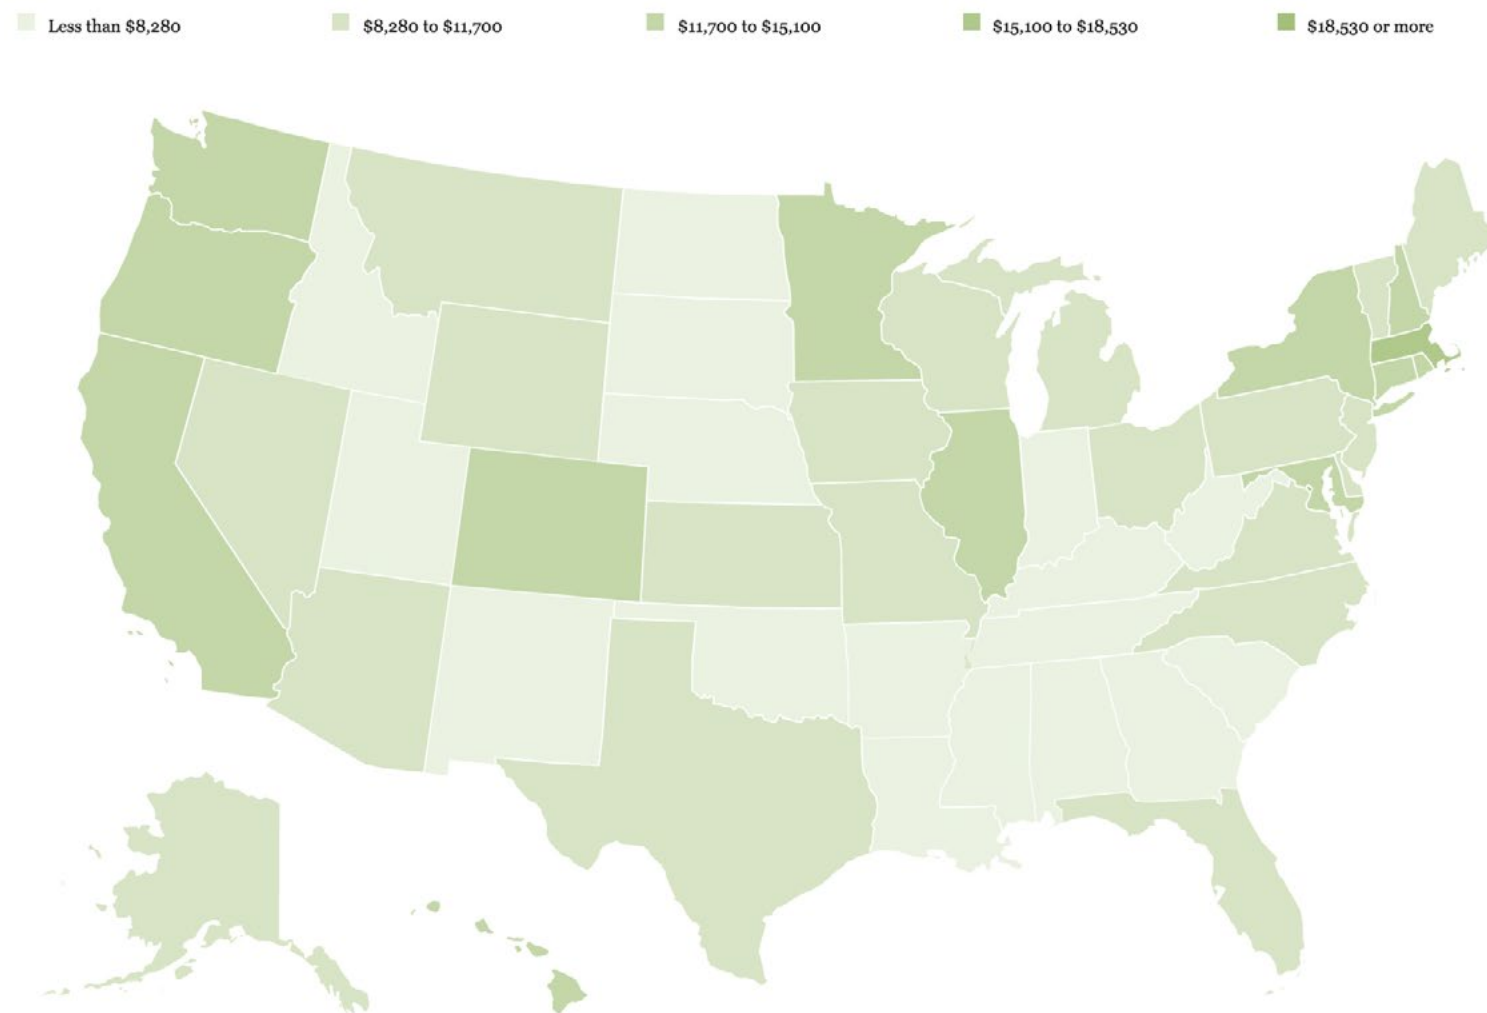 Less than $8,280
$8,280 to $11,700
$11,700 to $15,100
$15,100 to $18,530
$18,530 or more